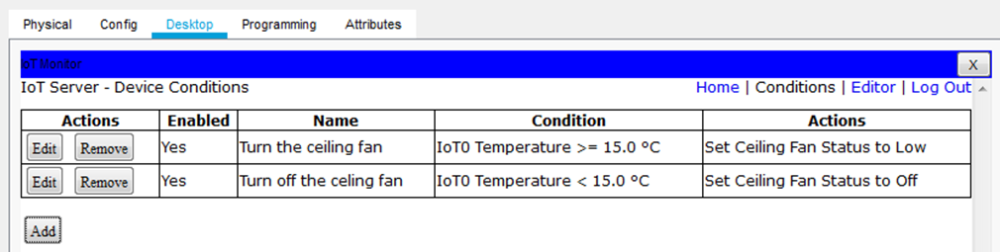 Physical Config Desktop Programming Attributes
IoT Monitor X
IoT Server - Device Conditions Home | Conditions | Editor | Log Out
Actions Enabled Name Condition Actions
Edit Remove Yes Turn the ceiling fan IoT0 Temperature >= 15.0 °C Set Ceiling Fan Status to Low
Edit Remove Yes Turn off the celing fan IoT0 Temperature < 15.0 °C Set Ceiling Fan Status to Off
Add